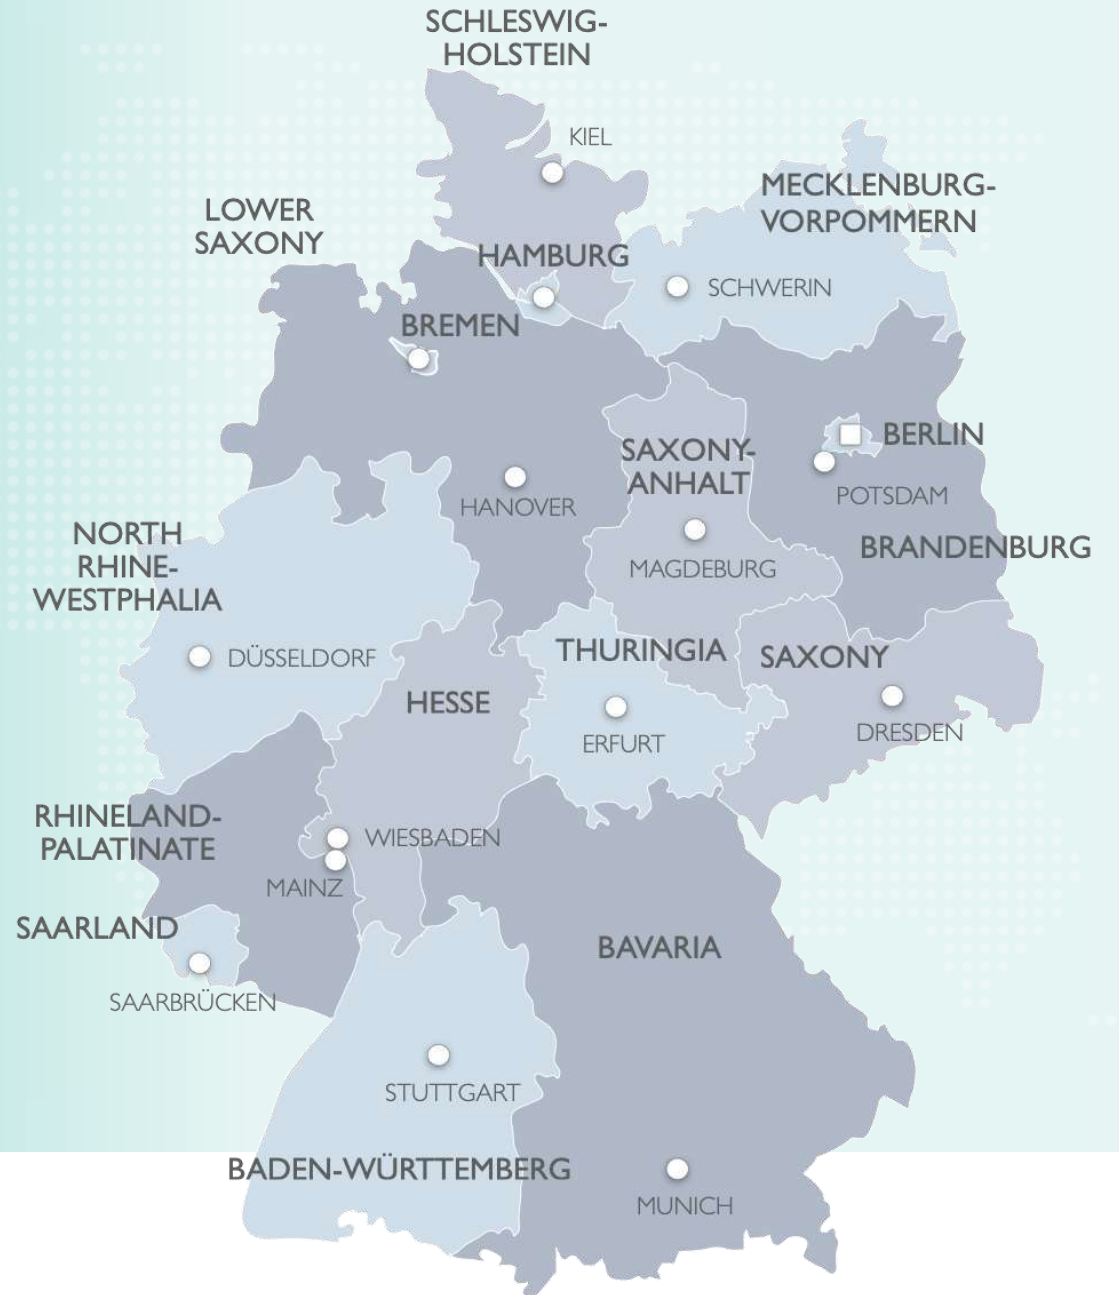 SCHLESWIG-
HOLSTEIN
KIEL
MECKLENBURG-
VORPOMMERN
LOWER
SAXONY
HAMBURG
SCHWERIN
BREMEN
BERLIN
SAXONY-
ANHALT
POTSDAM
HANOVER
NORTH
RHINE-
WESTPHALIA
BRANDENBURG
MAGDEBURG
THURINGIA
SAXONY
DÜSSELDORF
HESSE
DRESDEN
ERFURT
RHINELAND-
PALATINATE
WIESBADEN
MAINZ
SAARLAND
BAVARIA
SAARBRÜCKEN
STUTTGART
BADEN-WÜRTTEMBERG
MUNICH